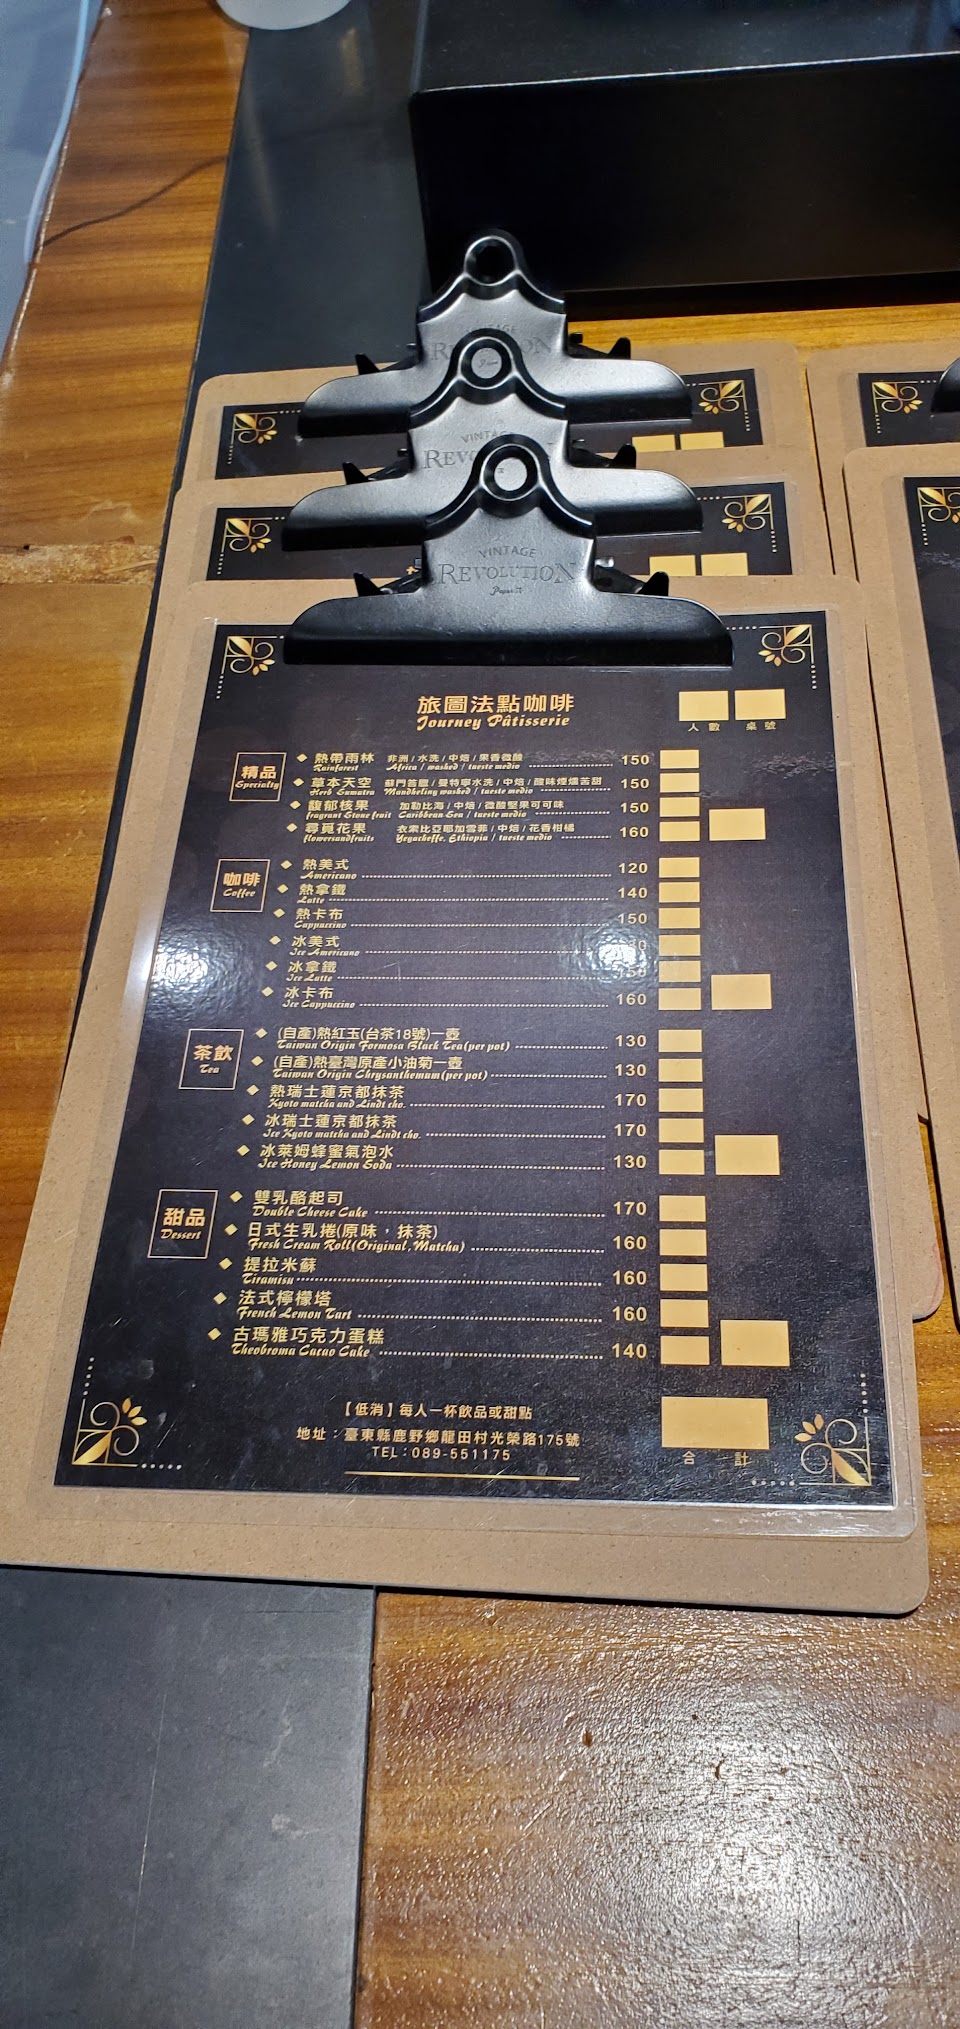 VINTAGE
REVOLUTION
Paper'It
旅圖法點咖啡
Journey Pâtisserie
人數 桌號
精品
Specialty
熱帶雨林 非洲/水洗/中焙/果香微酸 150
Rainforest Africa / washed / tueste medio
草本天空 蘇門答臘/曼特寧水洗/中焙/酸味煙燻苦甜 150
Herb Sumatra Mandheling washed / tueste medio
馥郁核果 加勒比海/中焙/微酸堅果可可味 150
fragrant Stone fruit Caribbean Sea / tueste medio
尋覓花果 衣索比亞耶加雪菲/中焙/花香柑橘 160
flowersandfruits Yegacheffe, Ethiopia / tueste medio
咖啡
Coffee
熱美式 120
Americano
熱拿鐵 140
Latte
熱卡布 150
Cappuccino
冰美式
Ice Americano
冰拿鐵
Ice Latte
冰卡布 160
Ice Cappuccino
茶飲
Tea
(自產)熱紅玉(台茶18號)一壺 130
Taiwan Origin Formosa Black Tea(per pot)
(自產)熱臺灣原產小油菊一壺 130
Taiwan Origin Chrysanthemum(per pot)
熱瑞士蓮京都抹茶 170
Kyoto matcha and Lindt cho.
冰瑞士蓮京都抹茶 170
Ice Kyoto matcha and Lindt cho.
冰萊姆蜂蜜氣泡水 130
Ice Honey Lemon Soda
甜品
Dessert
雙乳酪起司 170
Double Cheese Cake
日式生乳捲(原味,抹茶) 160
Fresh Cream Roll(Original,Matcha)
提拉米蘇 160
Tiramisu
法式檸檬塔 160
French Lemon Tart
古瑪雅巧克力蛋糕 140
Theobroma Cacao Cake
【低消】每人一杯飲品或甜點
地址:臺東縣鹿野鄉龍田村光榮路175號
TEL:089-551175
合計